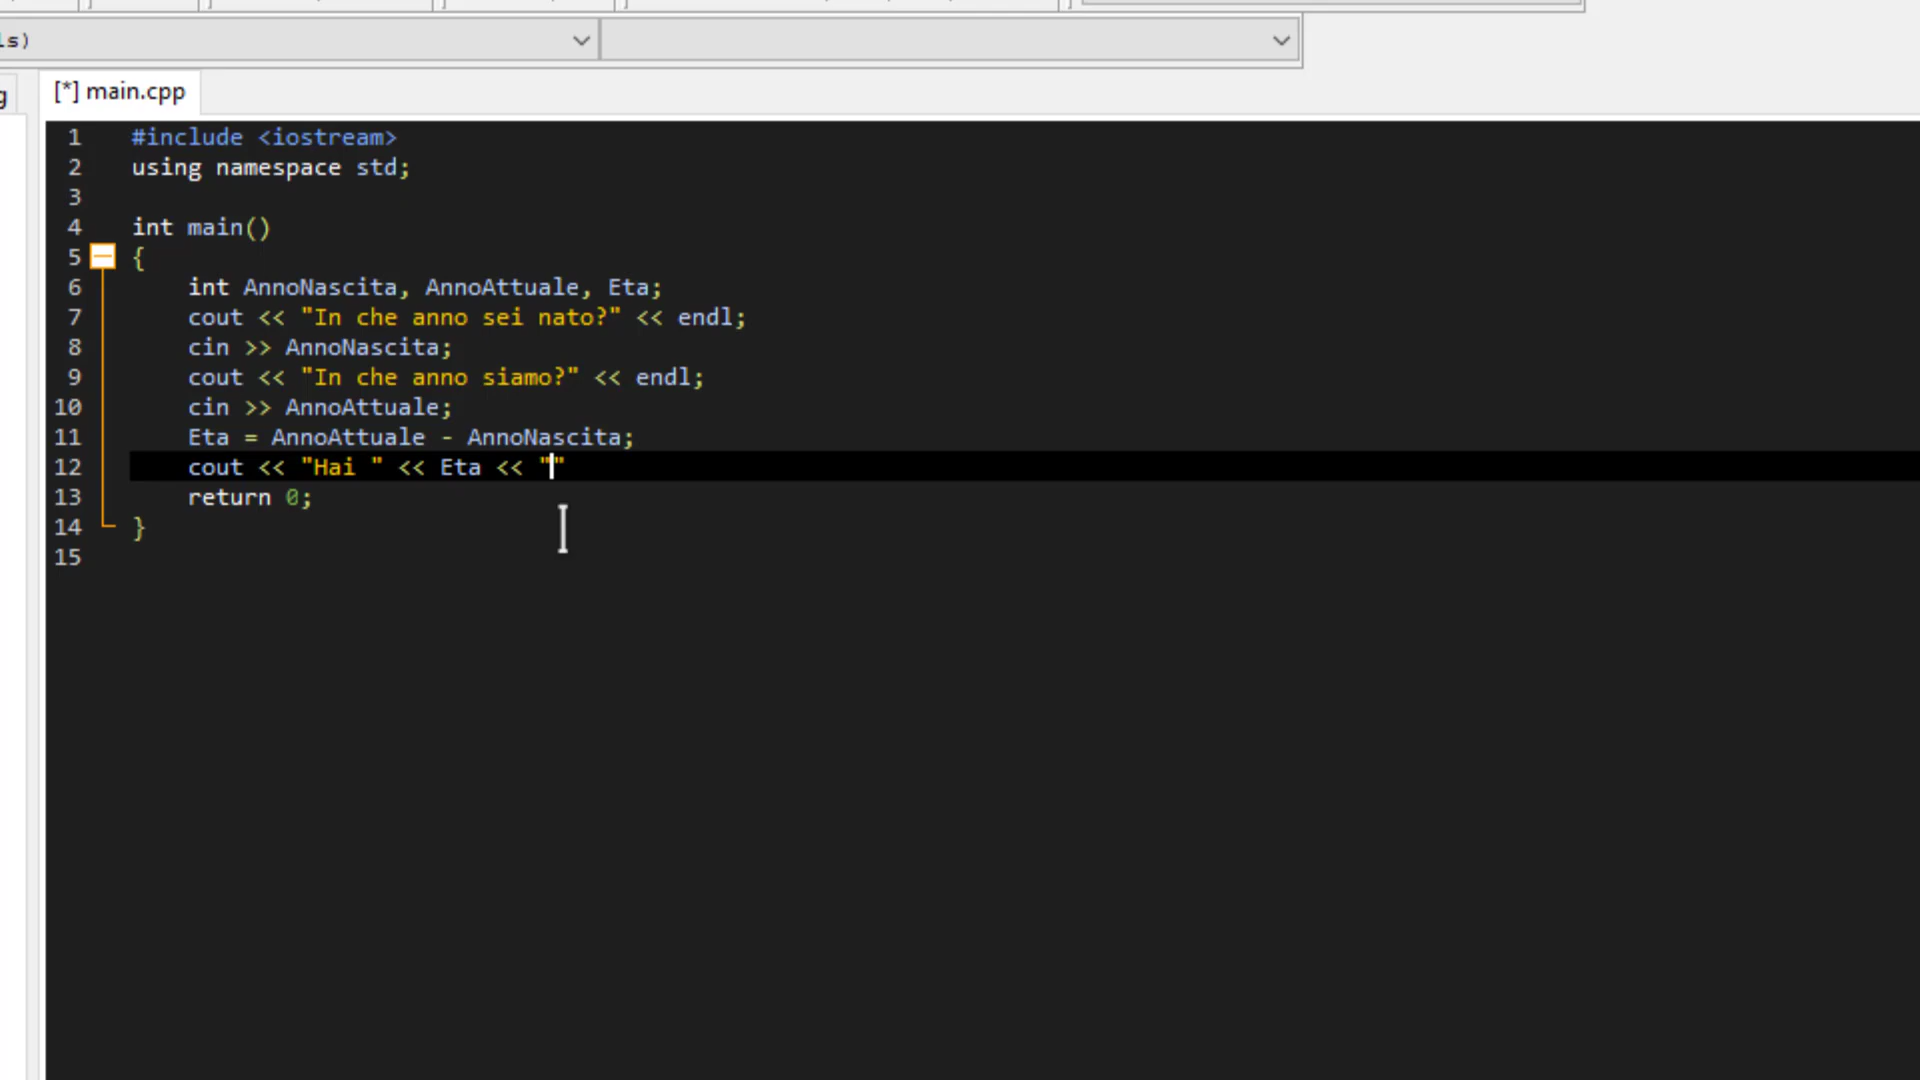 ls)
g
[*] main.cpp
1 #include <iostream>
2 using namespace std;
3
4 int main()
5 {
6 int AnnoNascita, AnnoAttuale, Eta;
7 cout << "In che anno sei nato?" << endl;
8 cin >> AnnoNascita;
9 cout << "In che anno siamo?" << endl;
10 cin >> AnnoAttuale;
11 Eta = AnnoAttuale - AnnoNascita;
12 cout << "Hai " << Eta << ""
13 return 0;
14 }
15